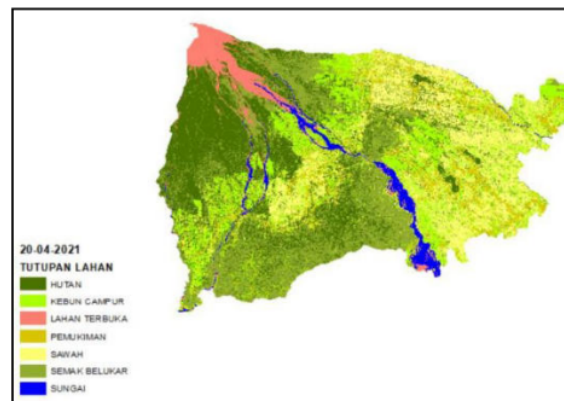 20-04-2021
TUTUPAN LAHAN
HUTAN
KEBUN CAMPUR
LAHAN TERBUKA
PEMUKIMAN
SAWAH
SEMAK BELUKAR
SUNGAI